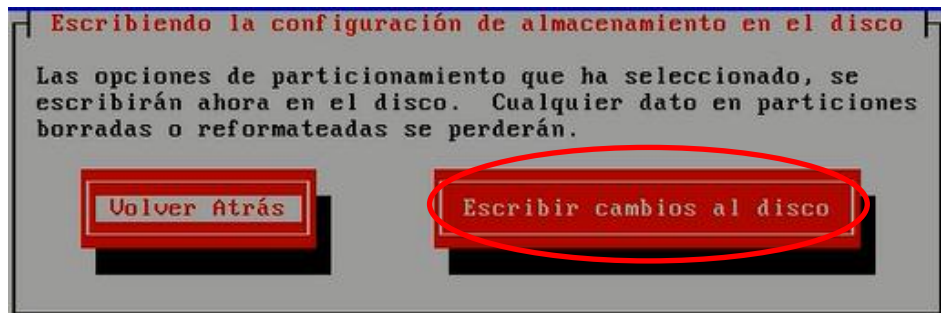 Escribiendo la configuración de almacenamiento en el disco
Las opciones de particionamiento que ha seleccionado, se
escribirán ahora en el disco.  Cualquier dato en particiones
borradas o reformateadas se perderán.
Volver Atrás
Escribir cambios al disco